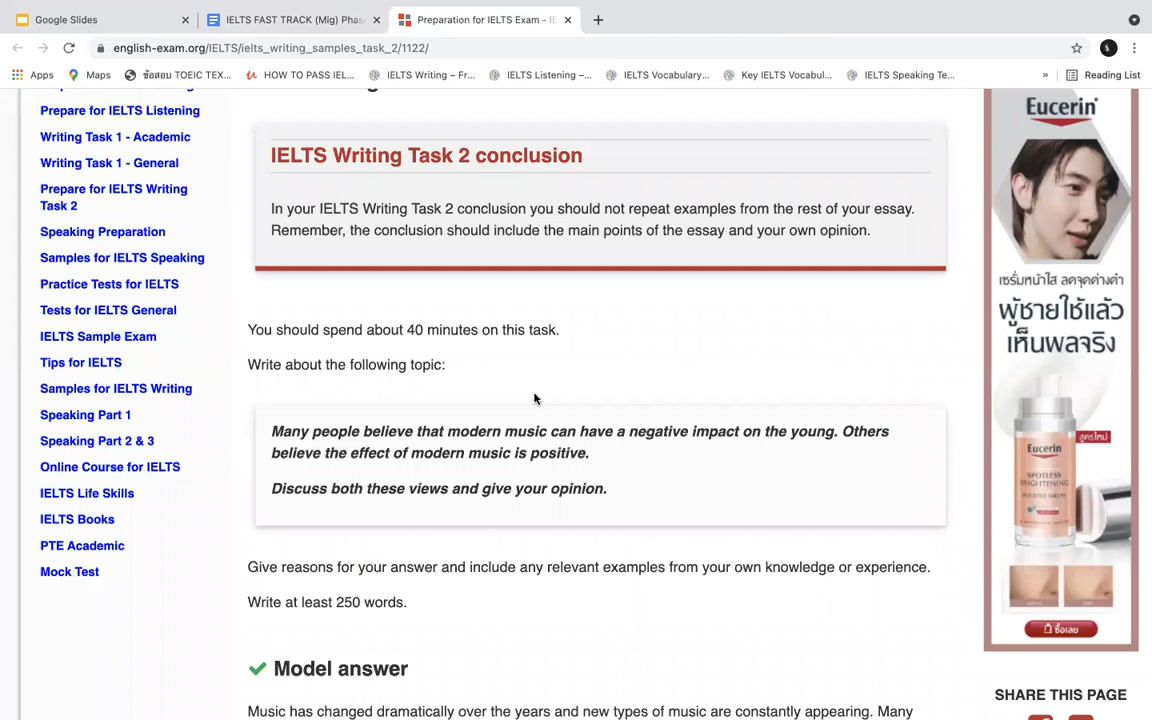 Google Slides
IELTS FAST TRACK (Mig) Phas
Preparation for IELTS Exam - IE
english-exam.org/IELTS/ielts_writing_samples_task_2/1122/
Apps
Maps
ข้อสอบ TOEIC TEX...
HOW TO PASS IEL...
IELTS Writing – Fr...
IELTS Listening –...
IELTS Vocabulary...
Key IELTS Vocabul...
IELTS Speaking Te...
»
Reading List
Prepare for IELTS Listening
Writing Task 1 - Academic
Writing Task 1 - General
Prepare for IELTS Writing
Task 2
Speaking Preparation
Samples for IELTS Speaking
Practice Tests for IELTS
Tests for IELTS General
IELTS Sample Exam
Tips for IELTS
Samples for IELTS Writing
Speaking Part 1
Speaking Part 2 & 3
Online Course for IELTS
IELTS Life Skills
IELTS Books
PTE Academic
Mock Test
IELTS Writing Task 2 conclusion
In your IELTS Writing Task 2 conclusion you should not repeat examples from the rest of your essay.
Remember, the conclusion should include the main points of the essay and your own opinion.
You should spend about 40 minutes on this task.
Write about the following topic:
Many people believe that modern music can have a negative impact on the young. Others
believe the effect of modern music is positive.
Discuss both these views and give your opinion.
Give reasons for your answer and include any relevant examples from your own knowledge or experience.
Write at least 250 words.
Model answer
Music has changed dramatically over the years and new types of music are constantly appearing. Many
Eucerin
เซรั่มหน้าใส ลดจุดด่างดำ
ผู้ชายใช้แล้ว
เห็นผลจริง
สูตรใหม่
Eucerin
SPOTLESS
BRIGHTENING
ซื้อเลย
SHARE THIS PAGE